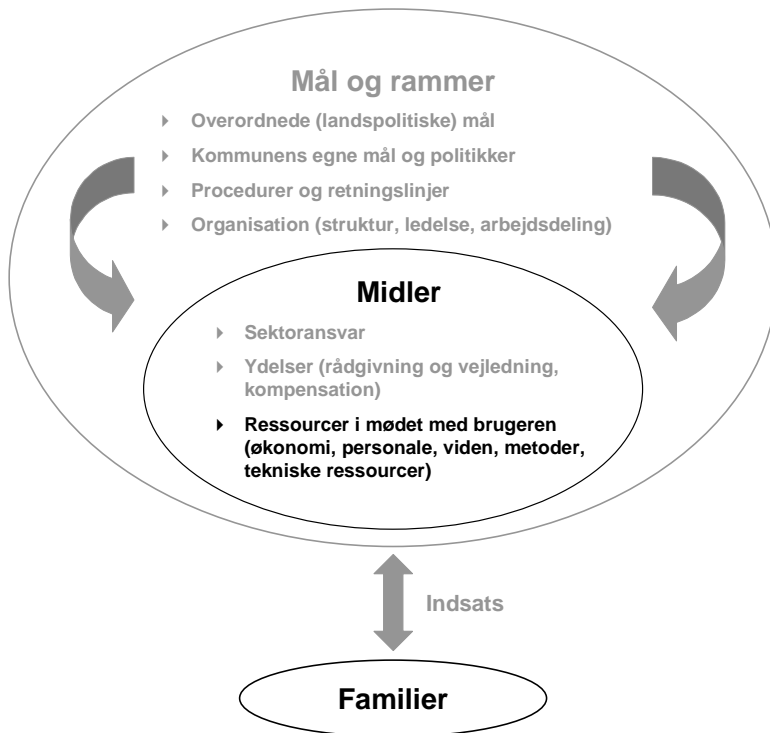 Mål og rammer
Overordnede (landspolitiske) mål
Kommunens egne mål og politikker
Procedurer og retningslinjer
Organisation (struktur, ledelse, arbejdsdeling)
Midler
Sektoransvar
Ydelser (rådgivning og vejledning,
kompensation)
Ressourcer i mødet med brugeren
(økonomi, personale, viden, metoder,
tekniske ressourcer)
Indsats
Familier